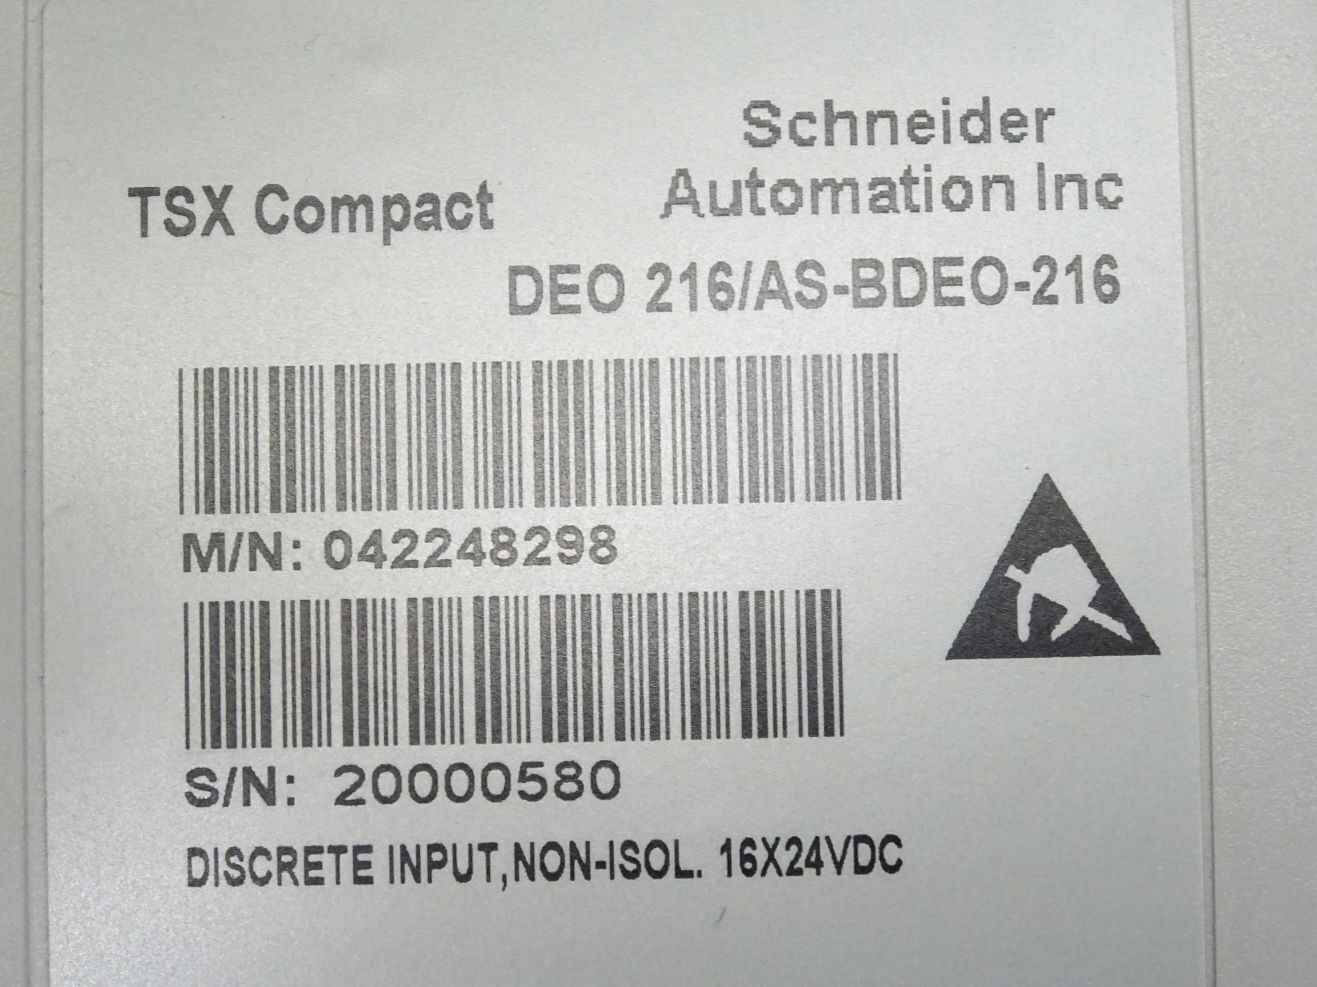 Schneider
TSX Compact
Automation Inc
DEO 216/AS-BDEO-216
M/N: 042248298
S/N: 20000580
DISCRETE INPUT,NON-ISOL. 16X24VDC